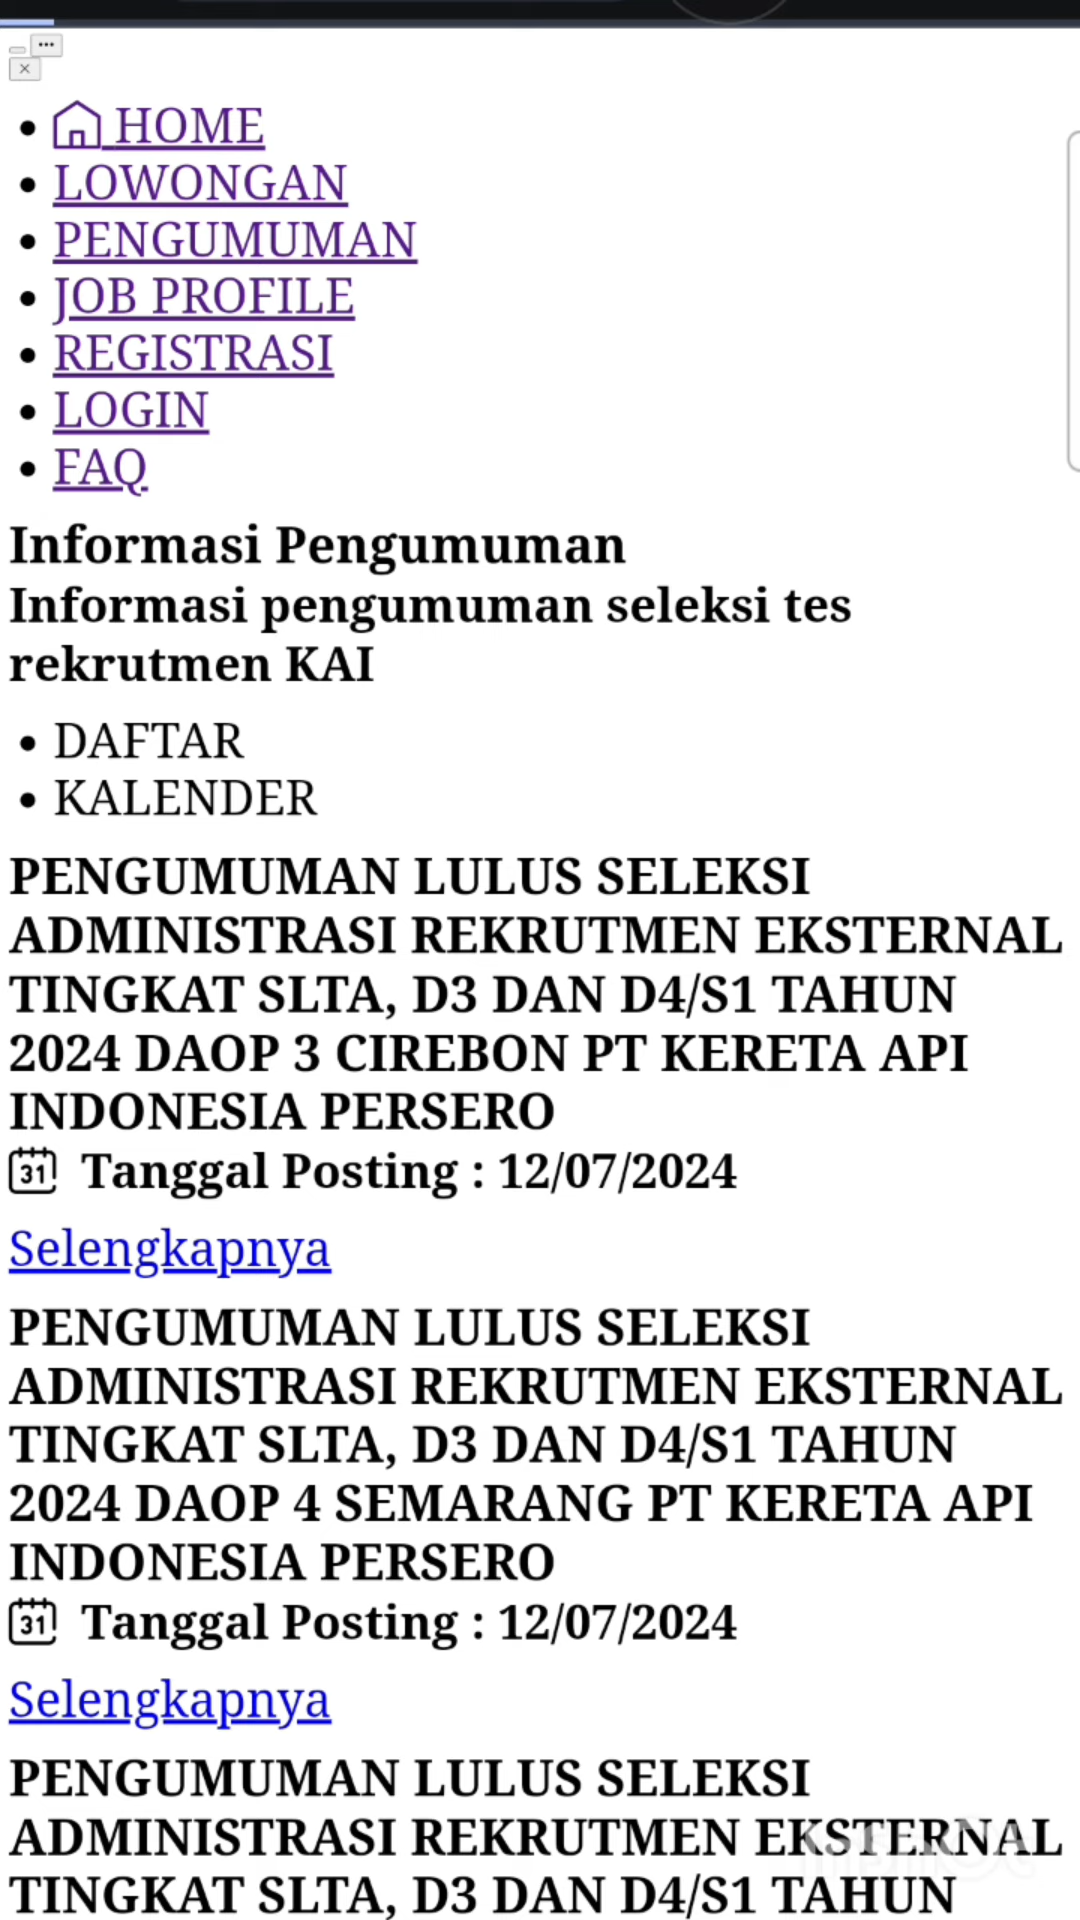 HOME
LOWONGAN
PENGUMUMAN
JOB PROFILE
REGISTRASI
LOGIN
FAQ
Informasi Pengumuman
Informasi pengumuman seleksi tes
rekrutmen KAI
DAFTAR
KALENDER
PENGUMUMAN LULUS SELEKSI
ADMINISTRASI REKRUTMEN EKSTERNAL
TINGKAT SLTA, D3 DAN D4/S1 TAHUN
2024 DAOP 3 CIREBON PT KERETA API
INDONESIA PERSERO
31 Tanggal Posting : 12/07/2024
Selengkapnya
PENGUMUMAN LULUS SELEKSI
ADMINISTRASI REKRUTMEN EKSTERNAL
TINGKAT SLTA, D3 DAN D4/S1 TAHUN
2024 DAOP 4 SEMARANG PT KERETA API
INDONESIA PERSERO
31 Tanggal Posting : 12/07/2024
Selengkapnya
PENGUMUMAN LULUS SELEKSI
ADMINISTRASI REKRUTMEN EKSTERNAL
TINGKAT SLTA, D3 DAN D4/S1 TAHUN